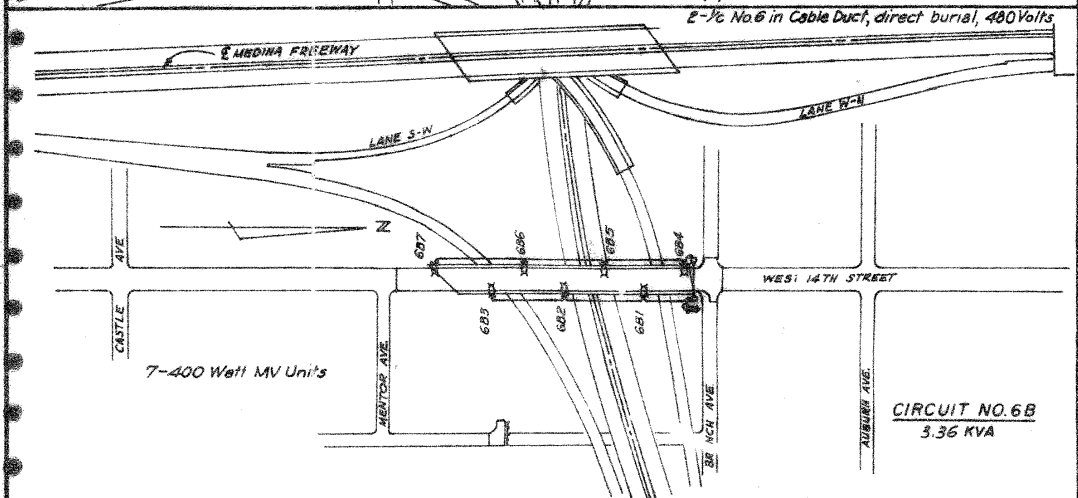 2-1/c No.6 in Cable Duct, direct burial, 480 Volts
℄ MEDINA FREEWAY
LANE S-W
LANE W-N
N
CASTLE AVE
6B7
6B6
6B5
6B4
WEST 14TH STREET
6B3
6B2
6B1
7-400 Watt MV Units
MENTOR AVE.
AVE
AUBURN AVE.
CIRCUIT NO. 6B
3.36 KVA